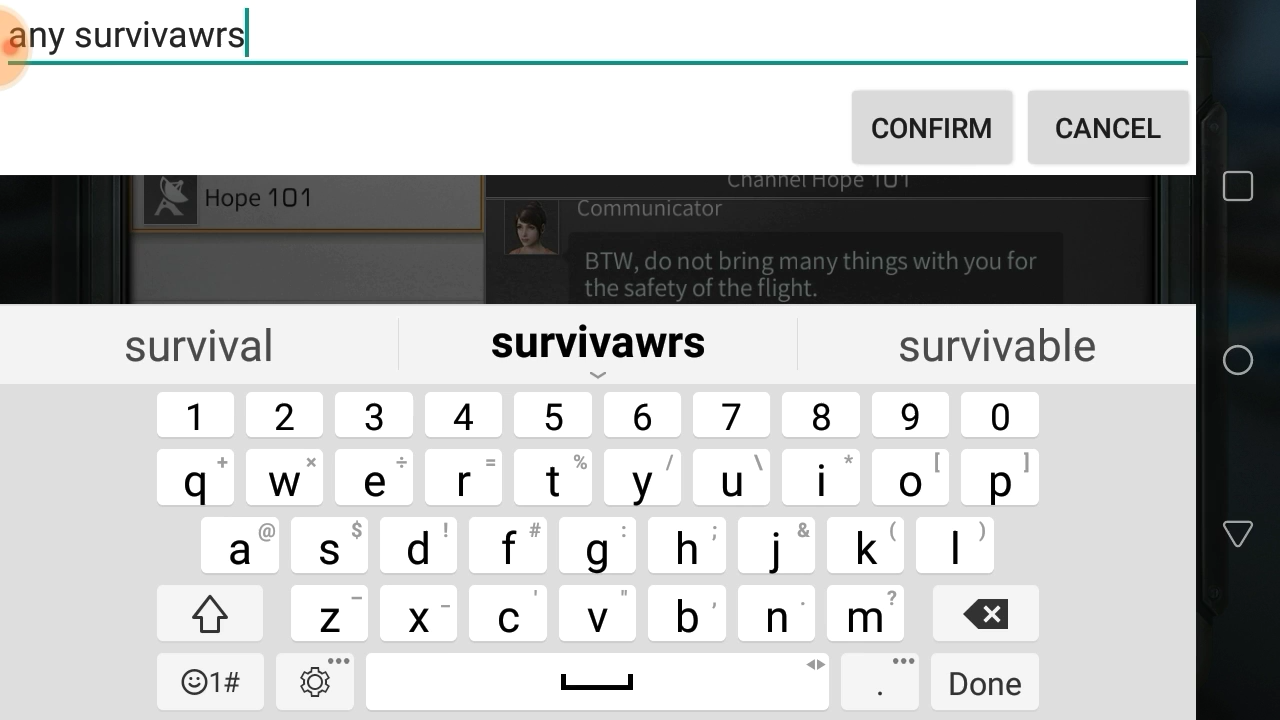 any survivawrs
CONFIRM CANCEL
Channel Hope 101
Hope 101
Communicator
BTW, do not bring many things with you for
the safety of the flight.
survival survivawrs survivable
1 2 3 4 5 6 7 8 9 0
q + w × e ÷ r = t % y / u \ i * o [ p ]
a @ s $ d ! f # g : h ; j & k ( l )
z – x _ c ' v " b , n . m ?
1# ... . ... Done